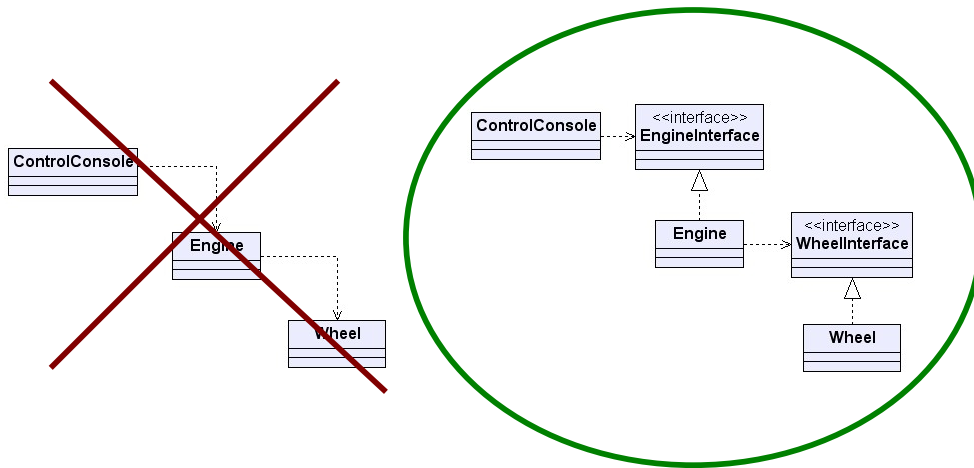 ControlConsole
Engine
Wheel
ControlConsole
<<interface>>
EngineInterface
Engine
<<interface>>
WheelInterface
Wheel